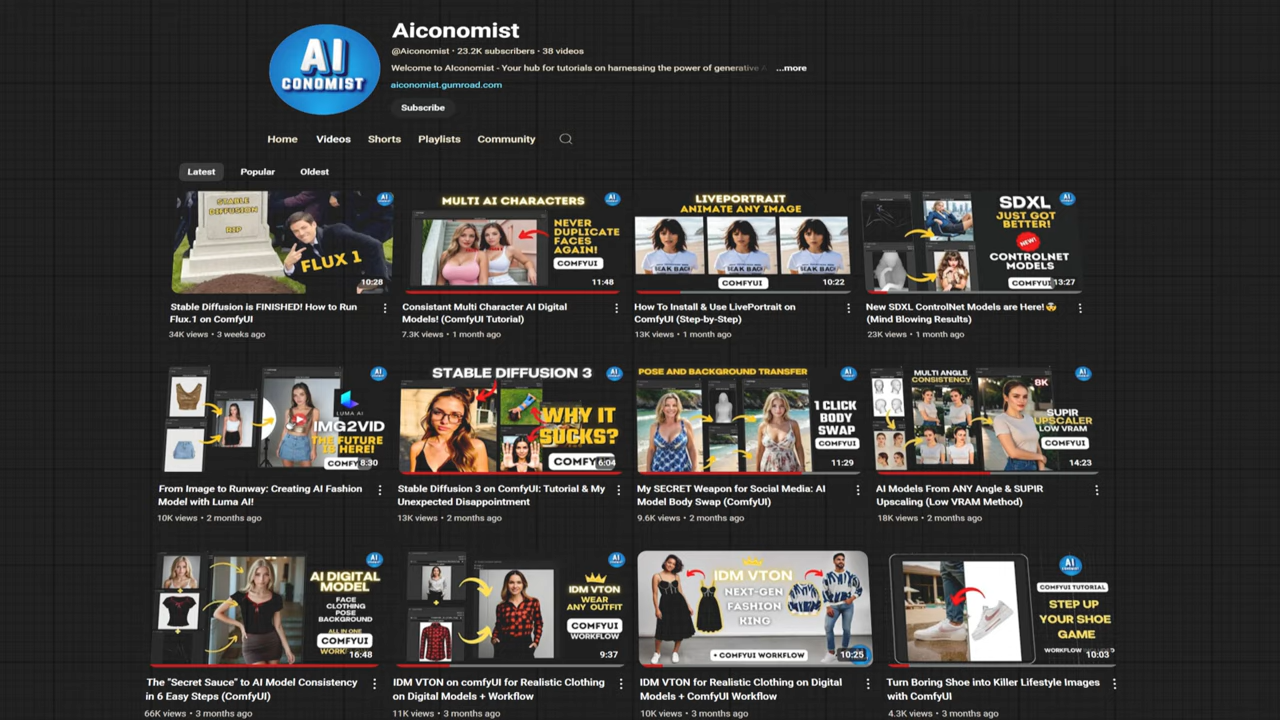 AI
CONOMIST
Aiconomist
@Aiconomist · 23.2K subscribers · 38 videos
Welcome to AIconomist - Your hub for tutorials on harnessing the power of generative A ...more
aiconomist.gumroad.com
Subscribe
Home Videos Shorts Playlists Community
Latest Popular Oldest
STABLE
DIFFUSION
RIP
FLUX 1
10:28
MULTI AI CHARACTERS
NEVER
DUPLICATE
FACES
AGAIN!
COMFYUI
11:48
LIVEPORTRAIT
ANIMATE ANY IMAGE
COMFYUI
10:22
SDXL
JUST GOT
BETTER!
NEW!
CONTROLNET
MODELS
COMFYUI
13:27
Stable Diffusion is FINISHED! How to Run
Flux.1 on ComfyUI
34K views · 3 weeks ago
Consistant Multi Character AI Digital
Models! (ComfyUI Tutorial)
7.3K views · 1 month ago
How To Install & Use LivePortrait on
ComfyUI (Step-by-Step)
13K views · 1 month ago
New SDXL ControlNet Models are Here!🤯
(Mind Blowing Results)
23K views · 1 month ago
LUMA AI
IMG2VID
THE FUTURE
IS HERE!
COMFY
8:30
STABLE DIFFUSION 3
WHY IT
SUCKS?
COMFY
6:04
POSE AND BACKGROUND TRANSFER
1 CLICK
BODY
SWAP
COMFYUI
11:29
MULTI ANGLE
CONSISTENCY
8K
SUPIR
UPSCALER
LOW VRAM
COMFYUI
14:23
From Image to Runway: Creating AI Fashion
Model with Luma AI!
10K views · 2 months ago
Stable Diffusion 3 on ComfyUI: Tutorial & My
Unexpected Disappointment
13K views · 2 months ago
My SECRET Weapon for Social Media: AI
Model Body Swap (ComfyUI)
9.6K views · 2 months ago
AI Models From ANY Angle & SUPIR
Upscaling (Low VRAM Method)
18K views · 2 months ago
AI DIGITAL
MODEL
FACE
CLOTHING
POSE
BACKGROUND
ALL IN ONE
COMFYUI
16:48
IDM VTON
WEAR
ANY OUTFIT
COMFYUI
WORKFLOW
9:37
IDM VTON
NEXT-GEN
FASHION
KING
+ COMFYUI WORKFLOW
10:25
COMFYUI TUTORIAL
STEP UP
YOUR SHOE
GAME
10:03
The "Secret Sauce" to AI Model Consistency
in 6 Easy Steps (ComfyUI)
66K views · 3 months ago
IDM VTON on comfyUI for Realistic Clothing
on Digital Models + Workflow
11K views · 3 months ago
IDM VTON for Realistic Clothing on Digital
Models + ComfyUI Workflow
10K views · 3 months ago
Turn Boring Shoe into Killer Lifestyle Images
with ComfyUI
4.3K views · 3 months ago